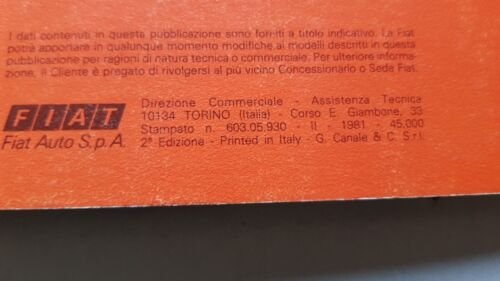 I dati contenuti in questa pubblicazione sono forniti a titolo indicativo. La Fiat
potrà apportare in qualunque momento modifiche ai modelli descritti in questa
pubblicazione per ragioni di natura tecnica o commerciale. Per ulteriore informa-
zione, il Cliente è pregato di rivolgersi al più vicino Concessionario o Sede Fiat.
FIAT
Fiat Auto S.p.A.
Direzione Commerciale - Assistenza Tecnica
10134 TORINO (Italia) - Corso E. Giambone, 33
Stampato n. 603.05.930 - II - 1981 - 45.000
2ª Edizione - Printed in Italy - G. Canale & C. S.r.l.